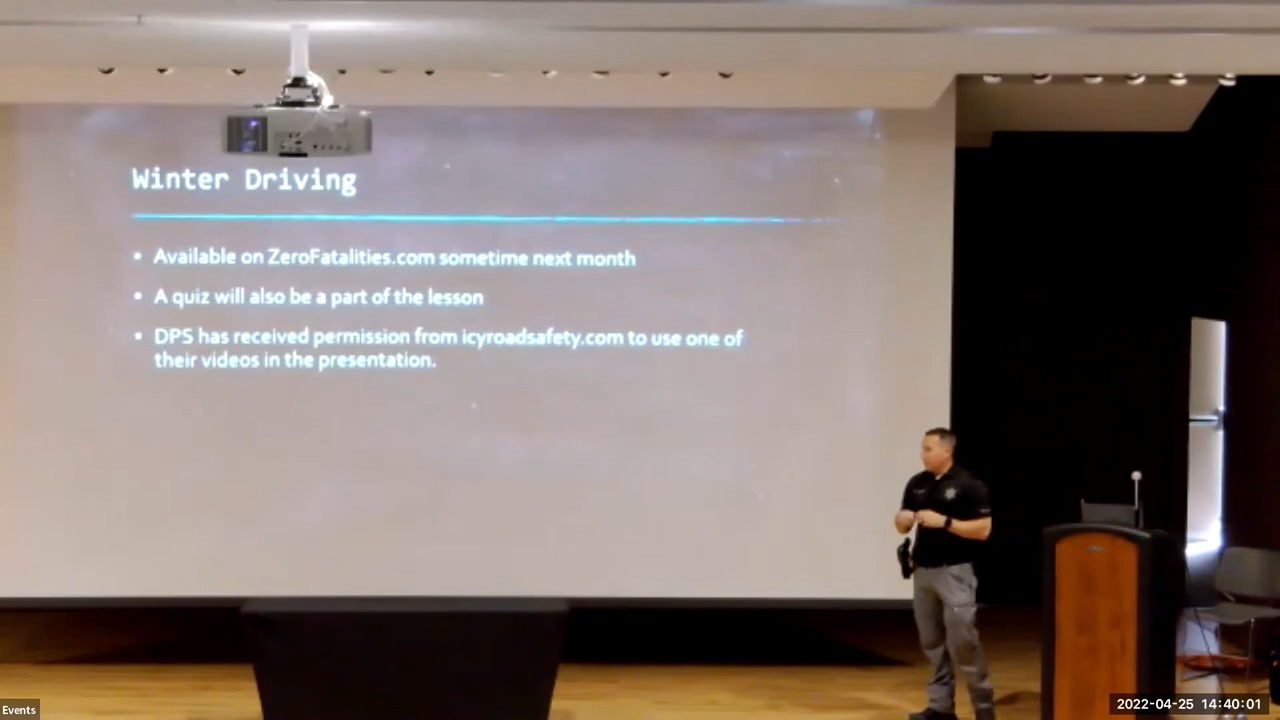 Winter Driving
• Available on ZeroFatalities.com sometime next month
• A quiz will also be a part of the lesson
• DPS has received permission from icyroadsafety.com to use one of
their videos in the presentation.
Events
2022-04-25 14:40:01